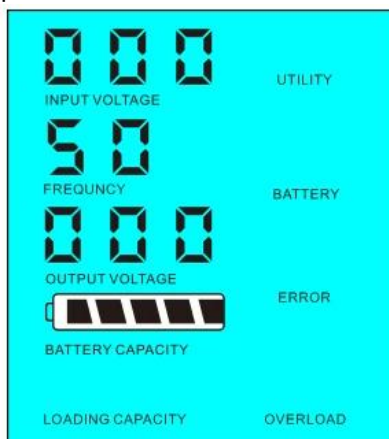 000
UTILITY
INPUT VOLTAGE
50
FREQUNCY
BATTERY
000
OUTPUT VOLTAGE
ERROR
BATTERY CAPACITY
LOADING CAPACITY
OVERLOAD